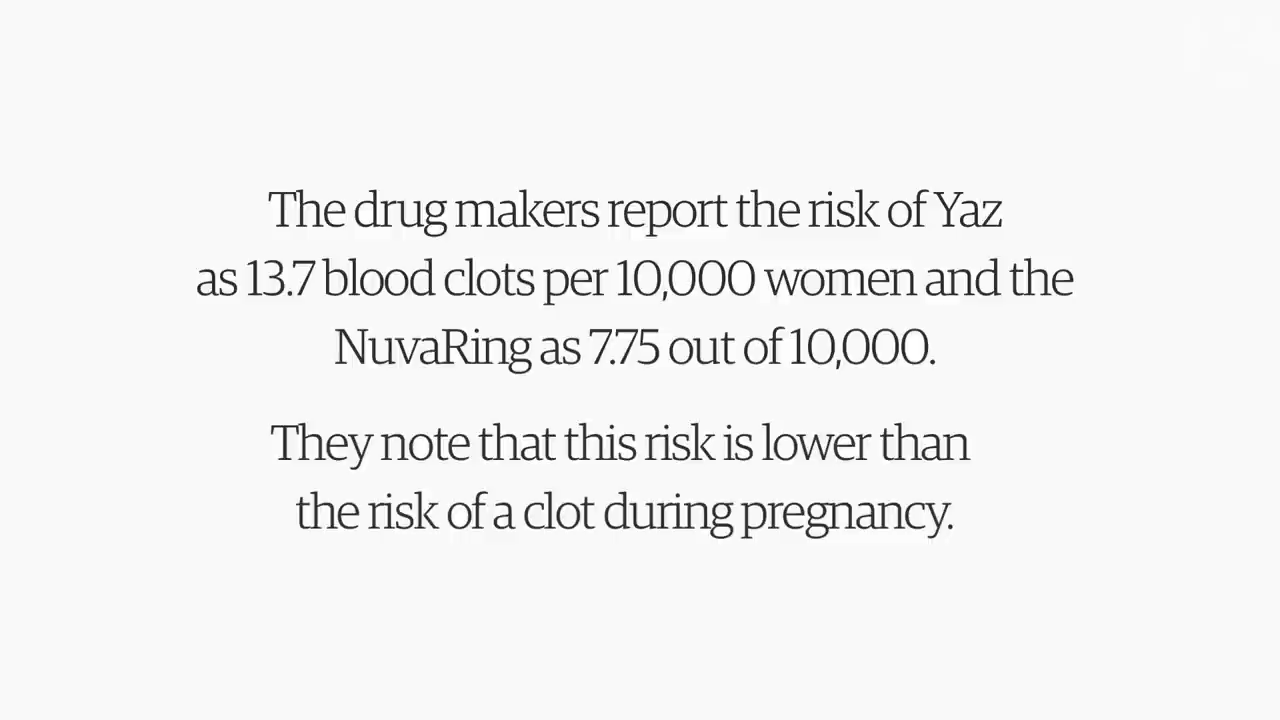 The drug makers report the risk of Yaz
as 13.7 blood clots per 10,000 women and the
NuvaRing as 7.75 out of 10,000.
They note that this risk is lower than
the risk of a clot during pregnancy.